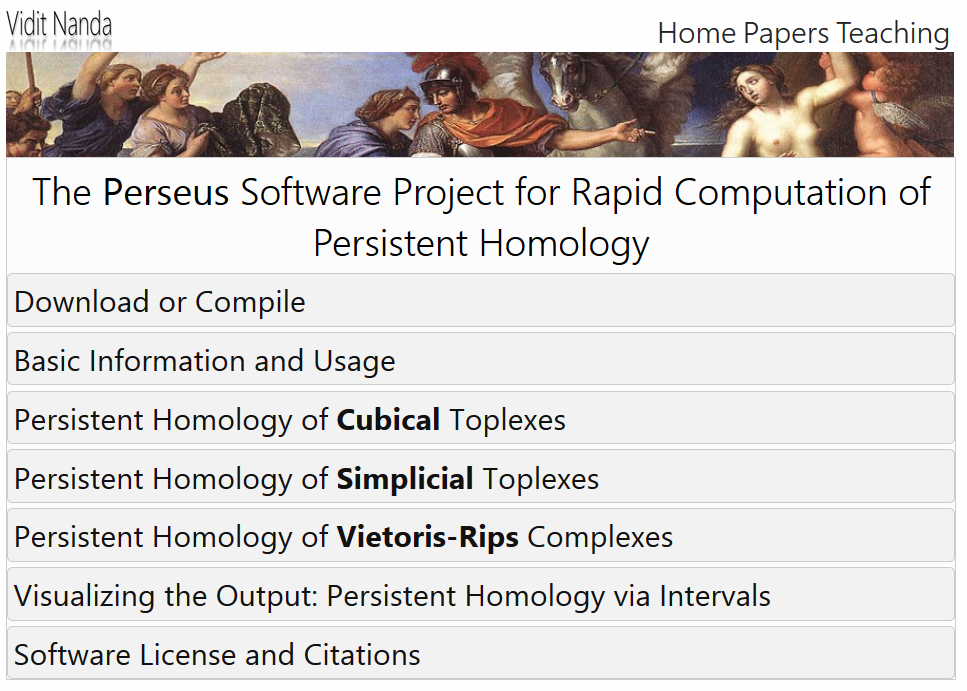 Vidit Nanda
Home Papers Teaching
The Perseus Software Project for Rapid Computation of
Persistent Homology
Download or Compile
Basic Information and Usage
Persistent Homology of Cubical Toplexes
Persistent Homology of Simplicial Toplexes
Persistent Homology of Vietoris-Rips Complexes
Visualizing the Output: Persistent Homology via Intervals
Software License and Citations